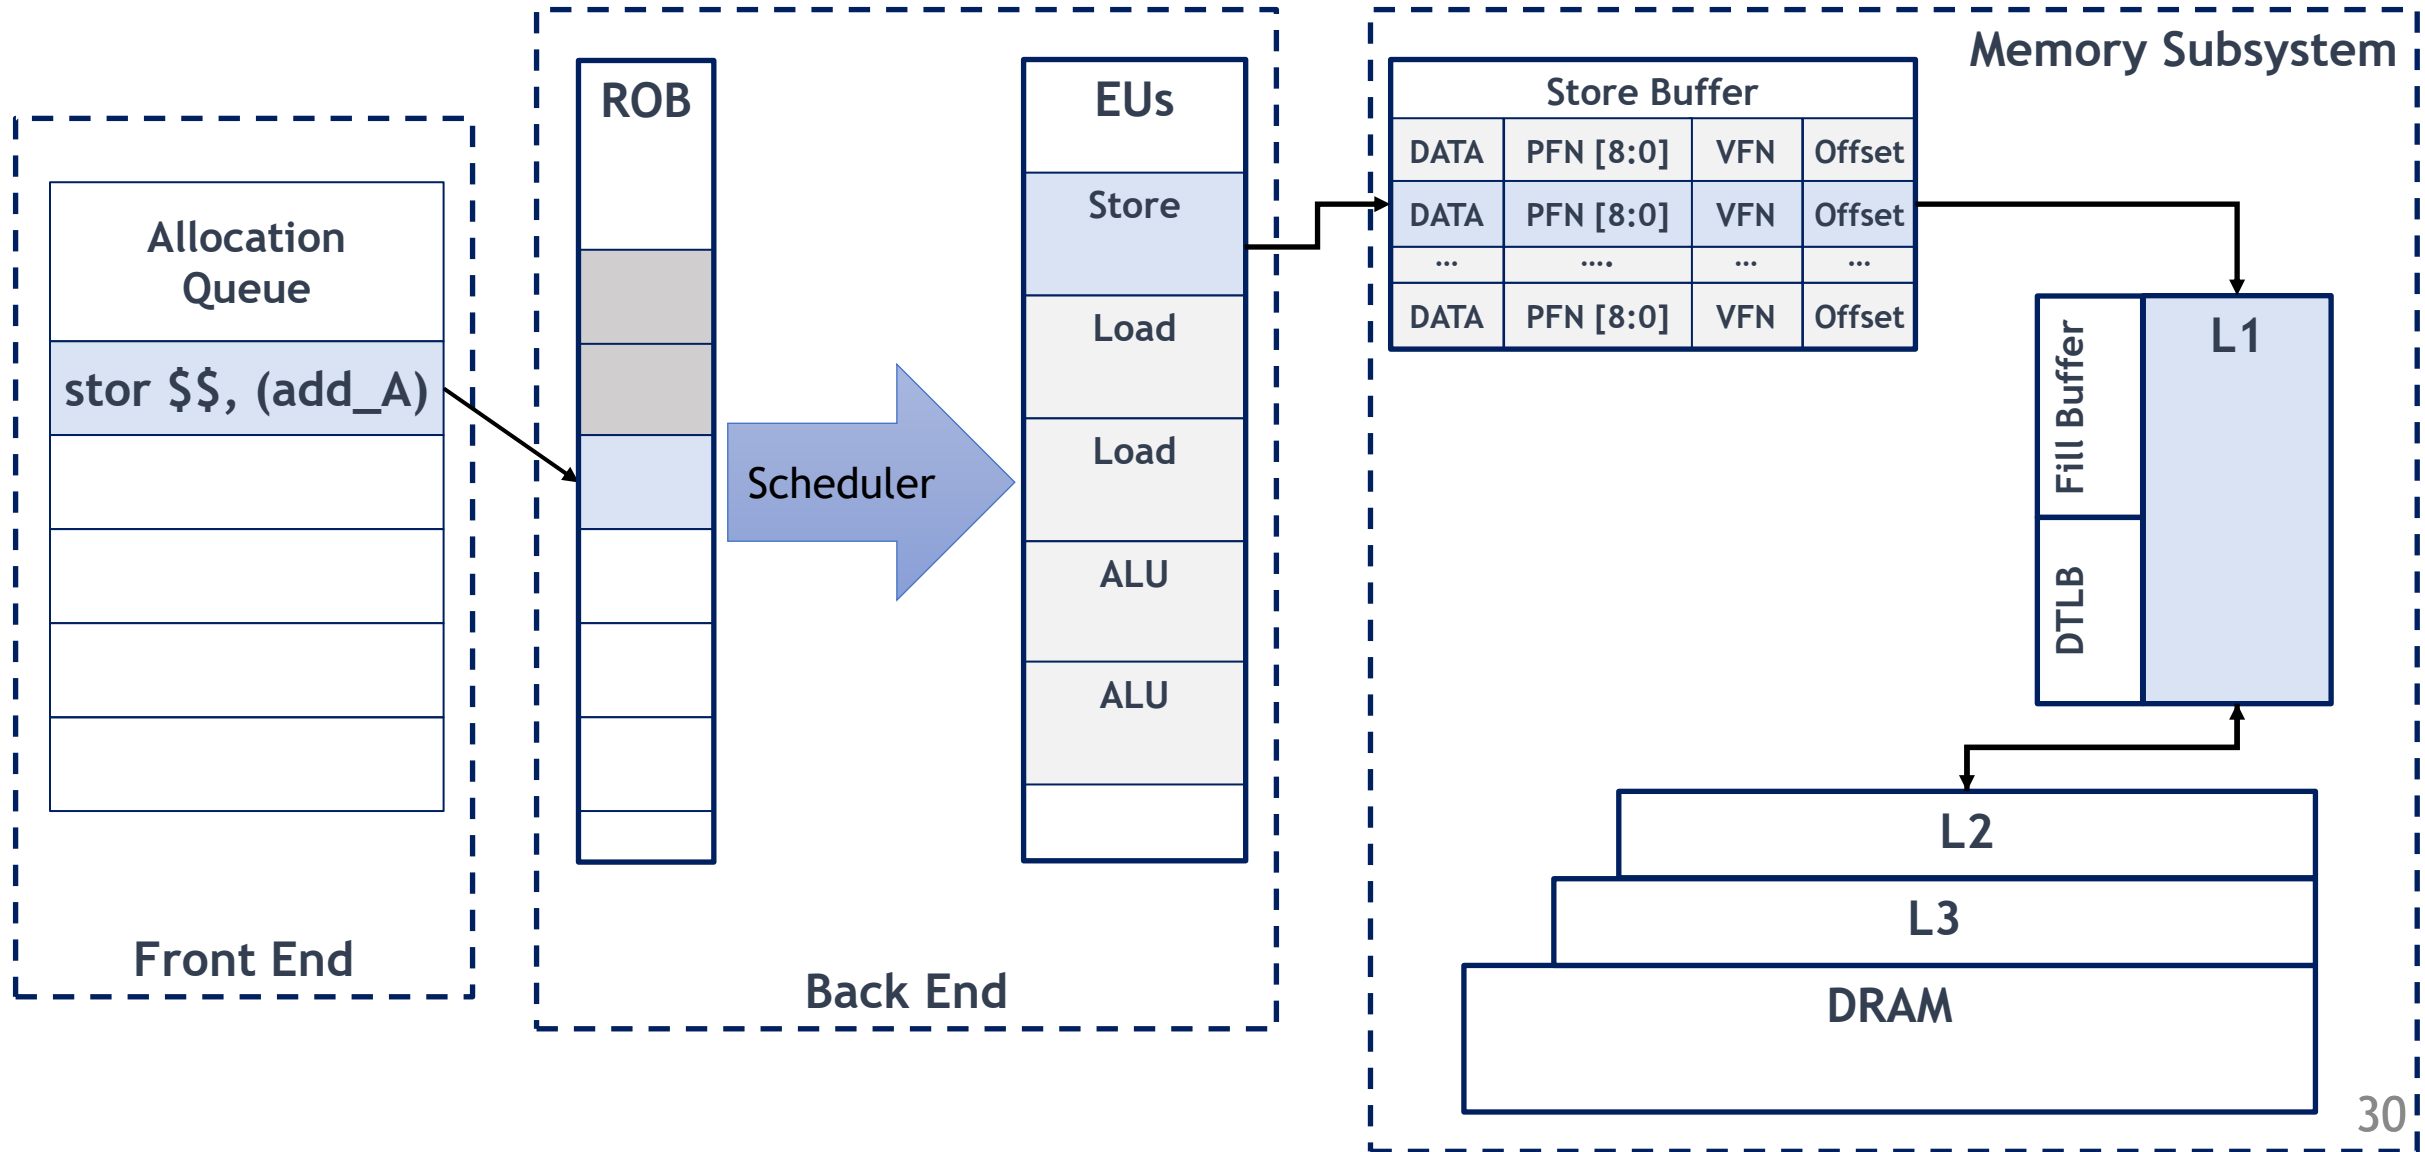 Memory Subsystem
ROB
EUs
Store Buffer
DATA PFN [8:0] VFN Offset
DATA PFN [8:0] VFN Offset
... .... ... ...
DATA PFN [8:0] VFN Offset
Allocation
Queue
stor $$, (add_A)
Scheduler
Store
Load
Load
ALU
ALU
Fill Buffer
DTLB
L1
L2
L3
DRAM
Front End
Back End
30